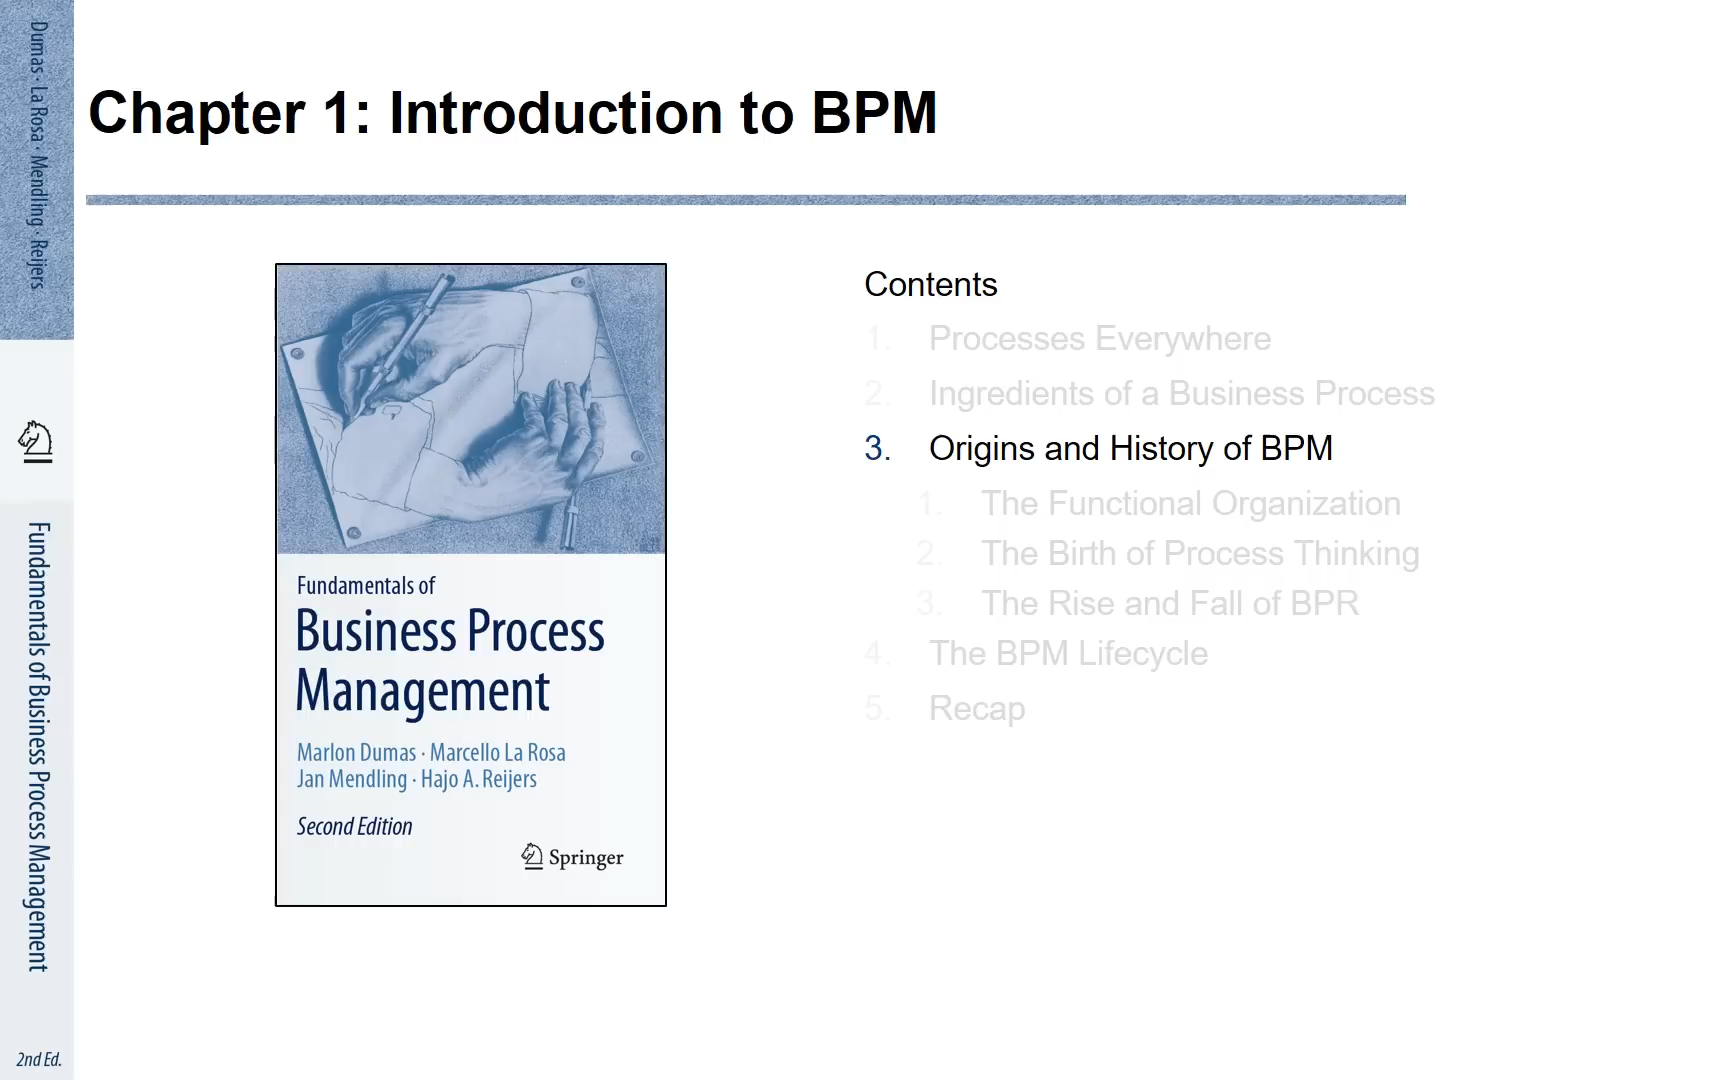 Dumas · La Rosa · Mendling · Reijers
Fundamentals of Business Process Management
2nd Ed.
Chapter 1: Introduction to BPM
Fundamentals of
Business Process
Management
Marlon Dumas · Marcello La Rosa
Jan Mendling · Hajo A. Reijers
Second Edition
Springer
Contents
1. Processes Everywhere
2. Ingredients of a Business Process
3. Origins and History of BPM
1. The Functional Organization
2. The Birth of Process Thinking
3. The Rise and Fall of BPR
4. The BPM Lifecycle
5. Recap